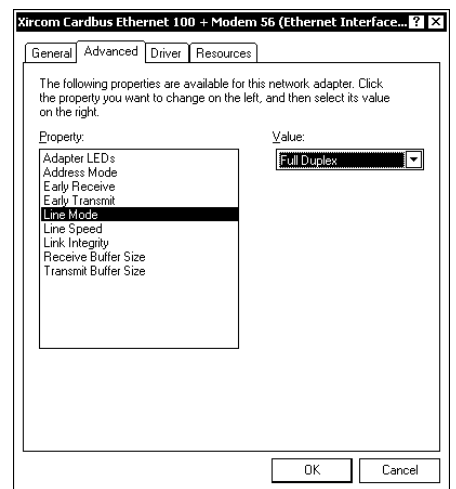 Xircom Cardbus Ethernet 100 + Modem 56 (Ethernet Interface... ? X
General Advanced Driver Resources
The following properties are available for this network adapter. Click
the property you want to change on the left, and then select its value
on the right.
Property:
Value:
Adapter LEDs
Address Mode
Early Receive
Early Transmit
Line Mode
Line Speed
Link Integrity
Receive Buffer Size
Transmit Buffer Size
Full Duplex
OK Cancel